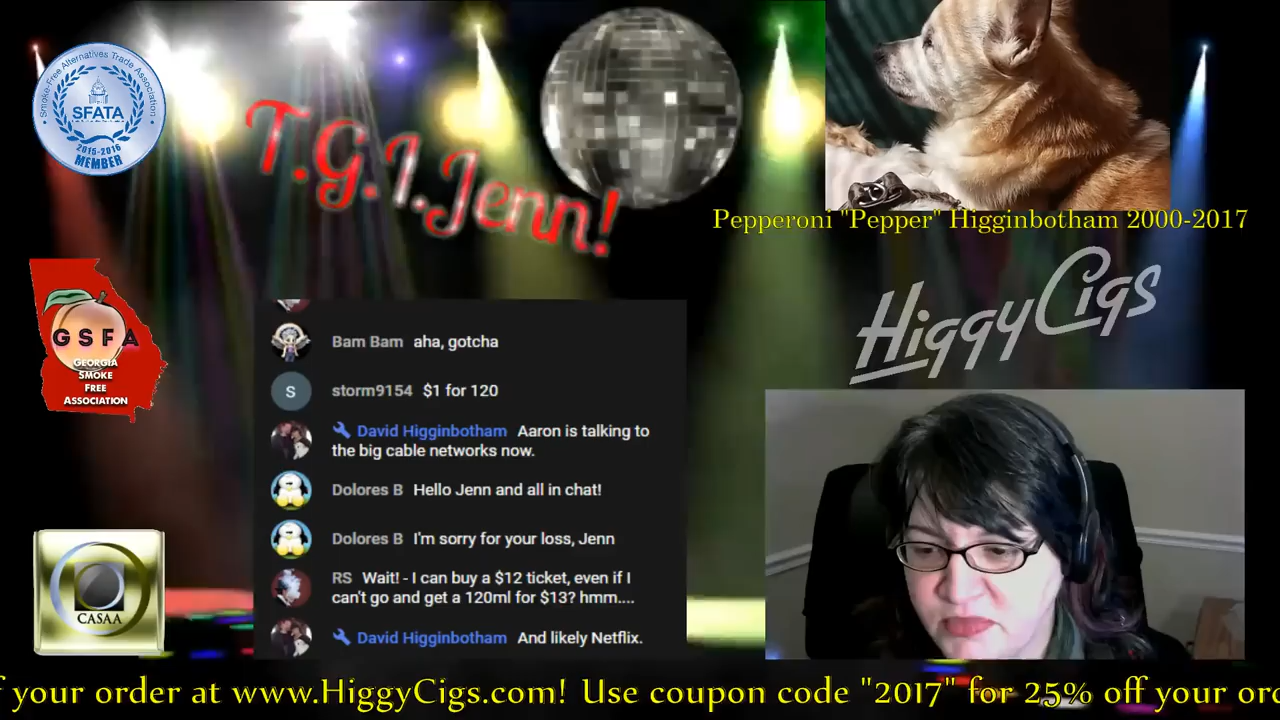 Smoke-Free Alternatives Trade Association
SFATA
2015-2016
MEMBER
T.G.I.Jenn!
Pepperoni "Pepper" Higginbotham 2000-2017
HiggyCigs
GSFA
GEORGIA
SMOKE
FREE
ASSOCIATION
CASAA
Bam Bam aha, gotcha
S storm9154 $1 for 120
David Higginbotham Aaron is talking to
the big cable networks now.
Dolores B Hello Jenn and all in chat!
Dolores B I'm sorry for your loss, Jenn
RS Wait! - I can buy a $12 ticket, even if I
can't go and get a 120ml for $13? hmm....
David Higginbotham And likely Netflix.
f your order at www.HiggyCigs.com! Use coupon code "2017" for 25% off your ord